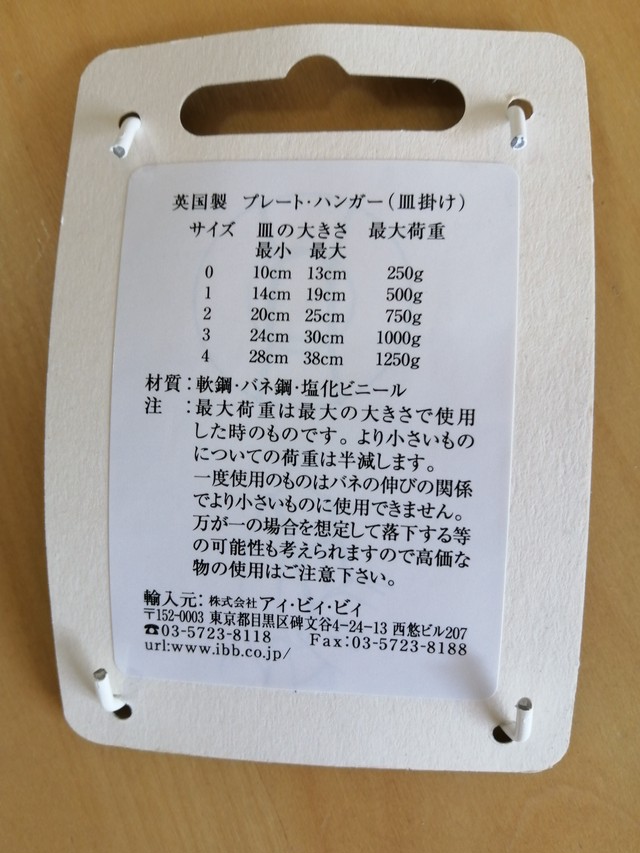 英国製 プレート・ハンガー(皿掛け)
サイズ 皿の大きさ 最大荷重
最小 最大
0 10cm 13cm 250g
1 14cm 19cm 500g
2 20cm 25cm 750g
3 24cm 30cm 1000g
4 28cm 38cm 1250g
材質:軟鋼・バネ鋼・塩化ビニール
注 :最大荷重は最大の大きさで使用
した時のものです。より小さいもの
についての荷重は半減します。
一度使用のものはバネの伸びの関係
でより小さいものに使用できません。
万が一の場合を想定して落下する等
の可能性も考えられますので高価な
物の使用はご注意下さい。
輸入元:株式会社アィ・ビィ・ビィ
〒152-0003 東京都目黒区碑文谷4-24-13 西悠ビル207
☎03-5723-8118 Fax:03-5723-8188
url:www.ibb.co.jp/